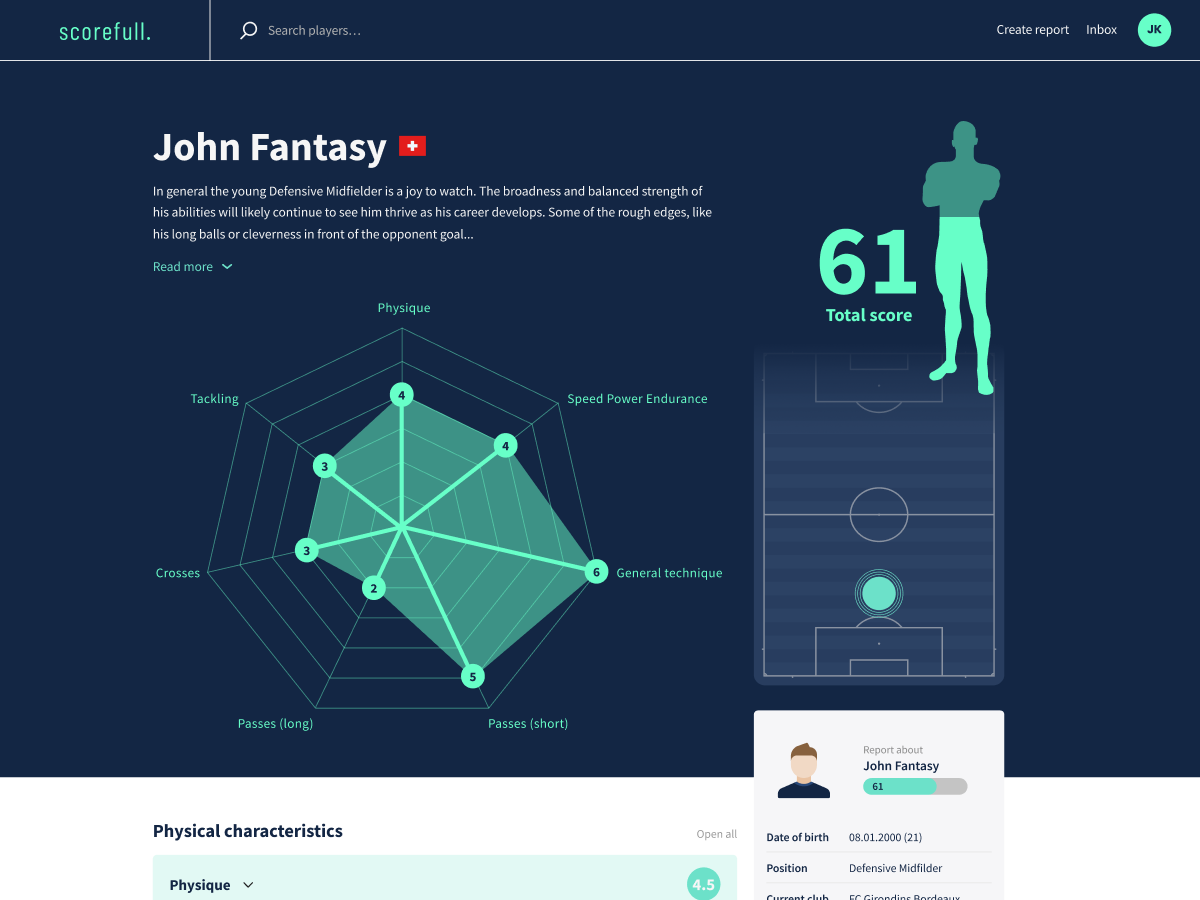 scorefull.
Search players...
Create report
Inbox
JK
John Fantasy
In general the young Defensive Midfielder is a joy to watch. The broadness and balanced strength of
his abilities will likely continue to see him thrive as his career develops. Some of the rough edges, like
his long balls or cleverness in front of the opponent goal...
Read more
61
Total score
Physique
Tackling
Speed Power Endurance
4
4
3
3
Crosses
6
General technique
2
5
Passes (long)
Passes (short)
Report about
John Fantasy
61
Physical characteristics
Open all
Physique
4.5
Date of birth
08.01.2000 (21)
Position
Defensive Midfilder
Current club
FC Girondins Bordeaux